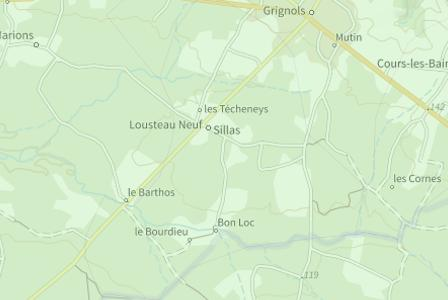 Grignols
Marions
Mutin
Cours-les-Bain
142
les Técheneys
Lousteau Neuf
Sillas
les Cornes
le Barthos
Bon Loc
le Bourdieu
119